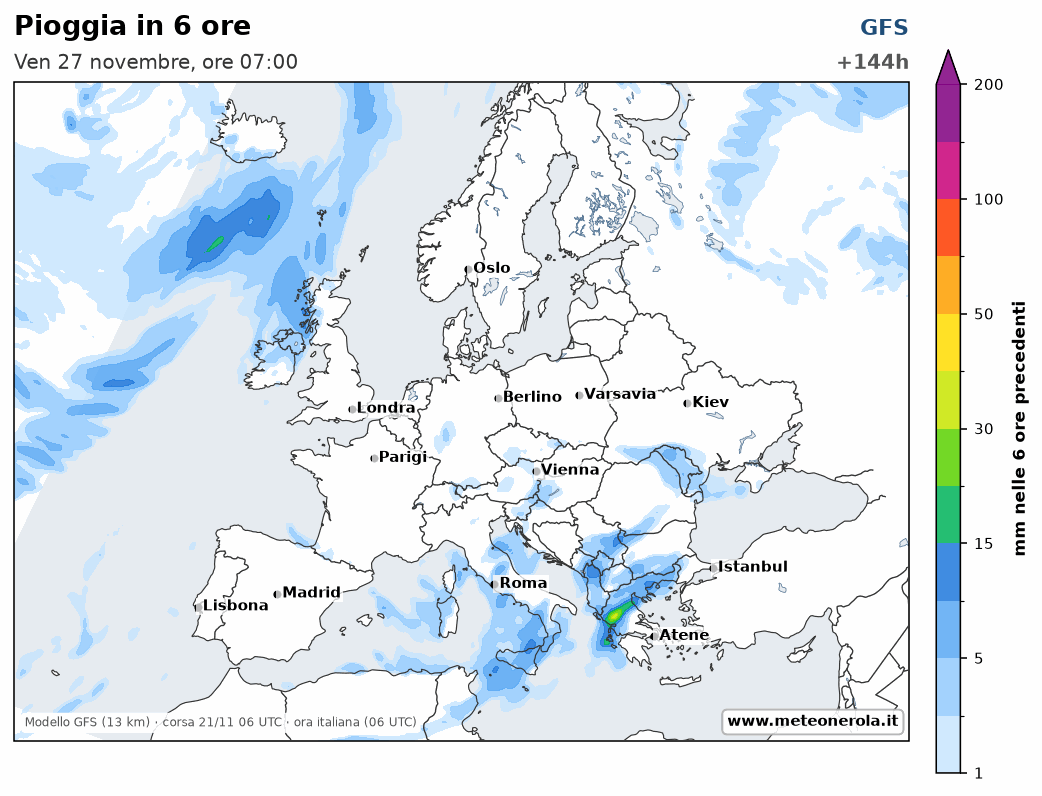 Pioggia in 6 ore
GFS
Ven 27 novembre, ore 07:00
+144h
200
100
50
30
15
5
1
mm nelle 6 ore precedenti
Oslo
Berlino
Varsavia
Kiev
Londra
Parigi
Vienna
Istanbul
Roma
Madrid
Lisbona
Atene
Modello GFS (13 km) · corsa 21/11 06 UTC · ora italiana (06 UTC)
www.meteonerola.it